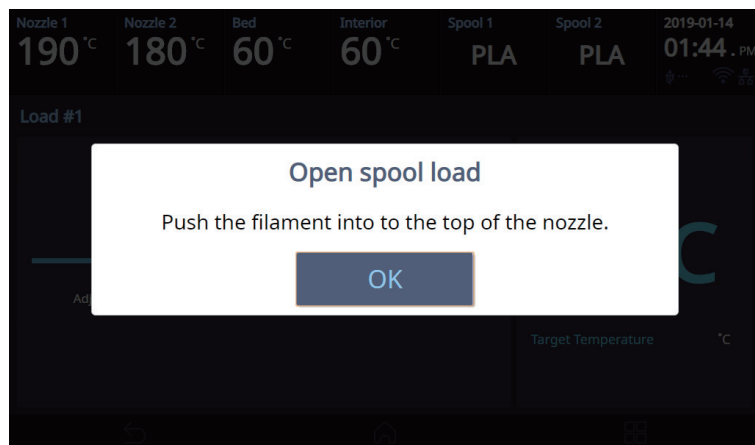 Nozzle 1 Nozzle 2 Bed Interior Spool 1 Spool 2 2019-01-14
190 °C 180 °C 60 °C 60 °C PLA PLA 01:44 . PM
Load #1
Open spool load
Push the filament into to the top of the nozzle.
OK
C
Adj
Target Temperature °C